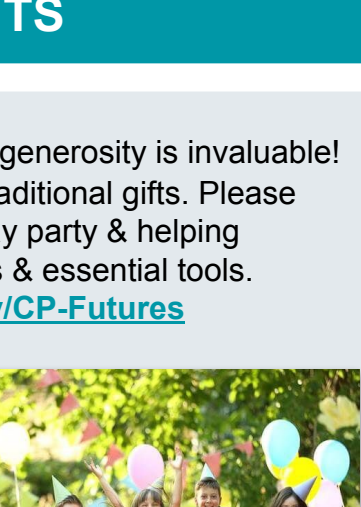 TS
generosity is invaluable!
aditional gifts. Please
y party & helping
s & essential tools.
/CP-Futures